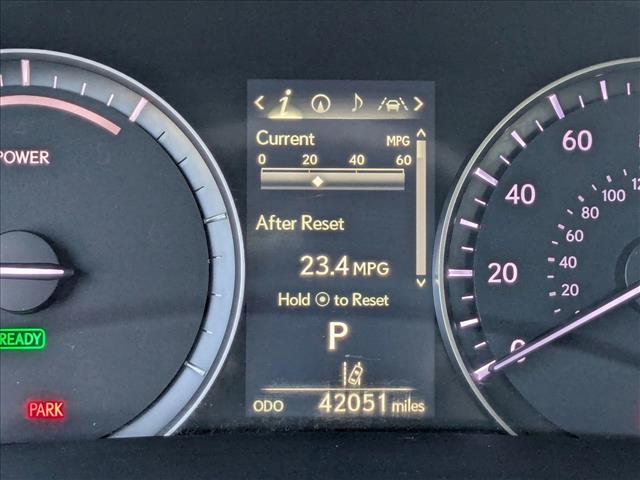 POWER
READY
PARK
< i >
Current MPG
0 20 40 60
After Reset
23.4 MPG
Hold to Reset
P
ODO 42051 miles
60
40
20
0
100
80
60
40
20